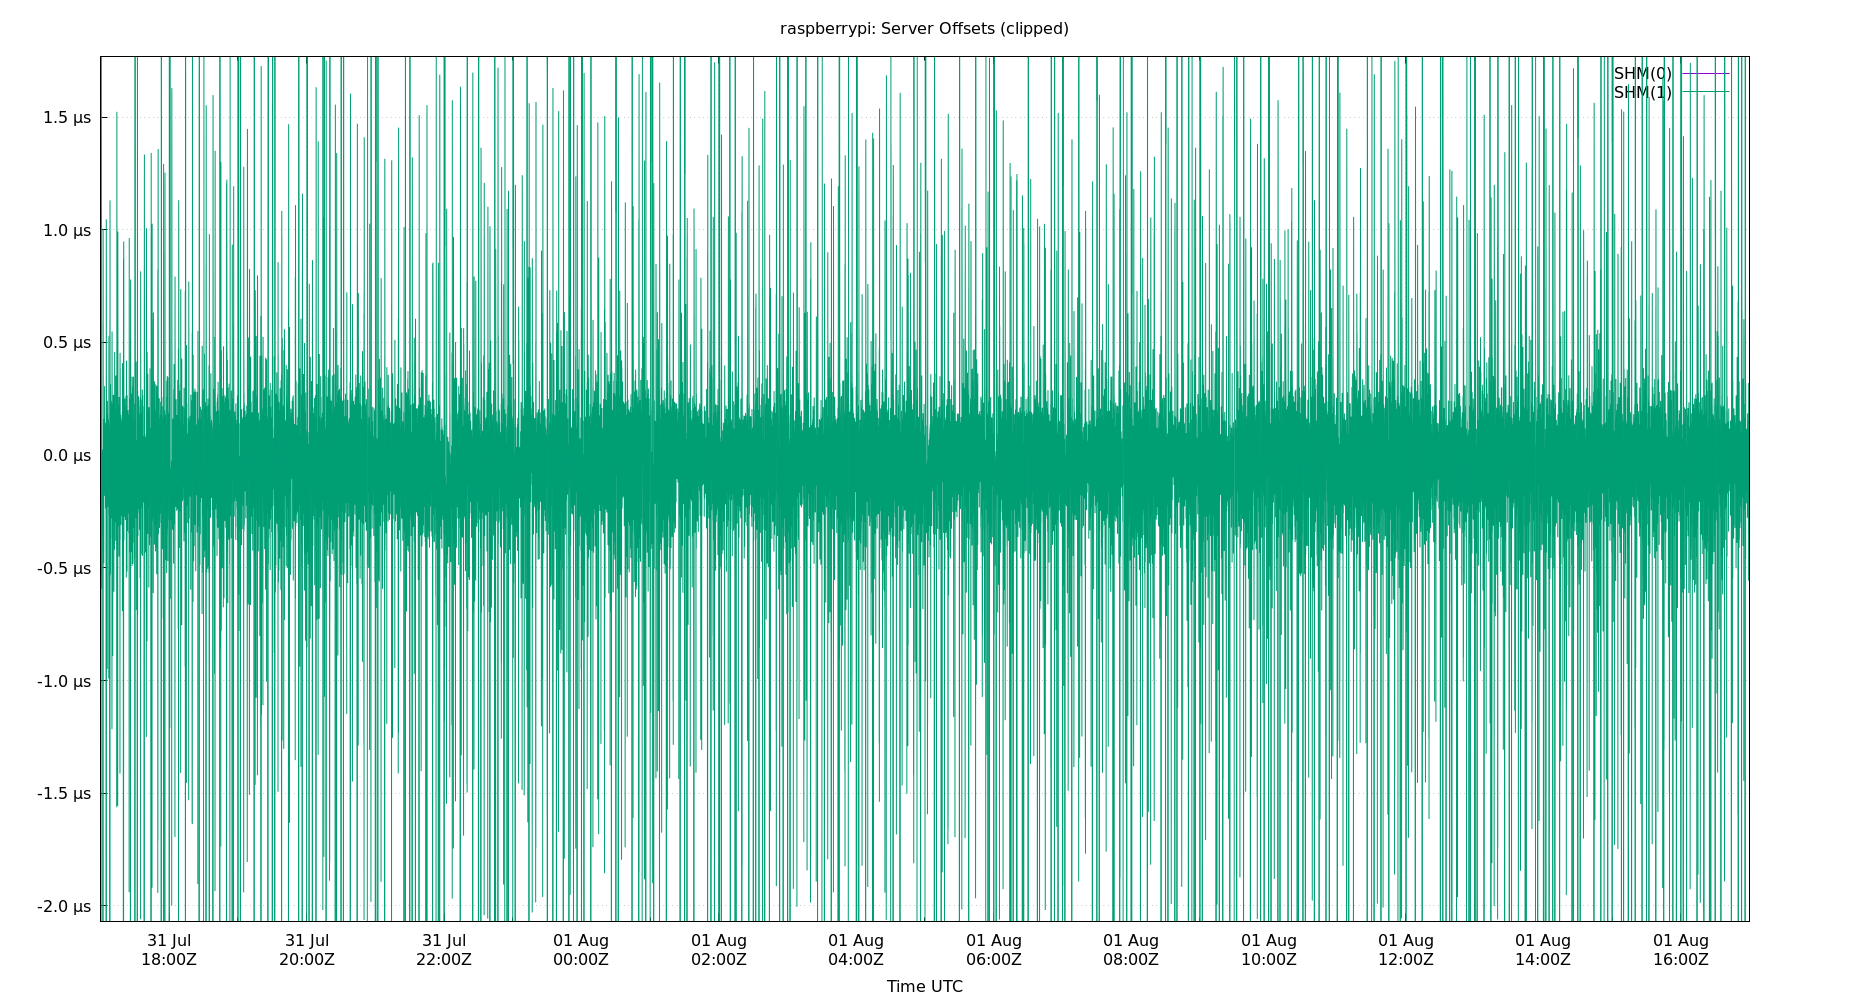 raspberrypi: Server Offsets (clipped)
SHM(0)
SHM(1)
1.5 µs
1.0 µs
0.5 µs
0.0 µs
-0.5 µs
-1.0 µs
-1.5 µs
-2.0 µs
31 Jul 31 Jul 31 Jul 01 Aug 01 Aug 01 Aug 01 Aug 01 Aug 01 Aug 01 Aug 01 Aug 01 Aug
18:00Z 20:00Z 22:00Z 00:00Z 02:00Z 04:00Z 06:00Z 08:00Z 10:00Z 12:00Z 14:00Z 16:00Z
Time UTC